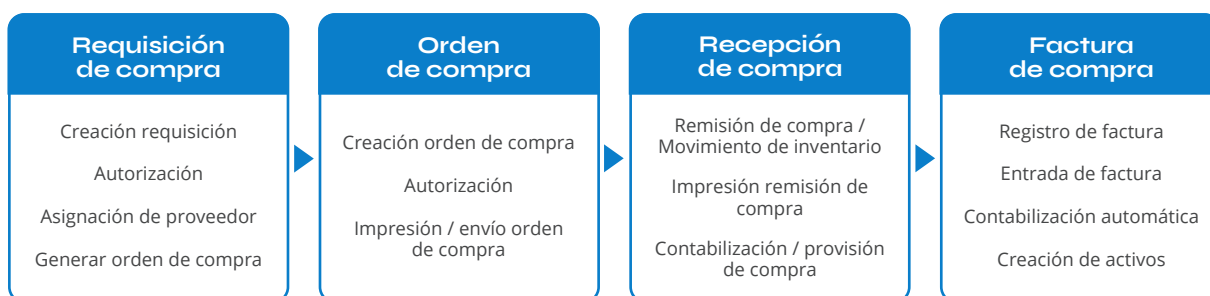 Requisición
de compra
Creación requisición
Autorización
Asignación de proveedor
Generar orden de compra
Orden
de compra
Creación orden de compra
Autorización
Impresión / envío orden
de compra
Recepción
de compra
Remisión de compra /
Movimiento de inventario
Impresión remisión de
compra
Contabilización / provisión
de compra
Factura
de compra
Registro de factura
Entrada de factura
Contabilización automática
Creación de activos